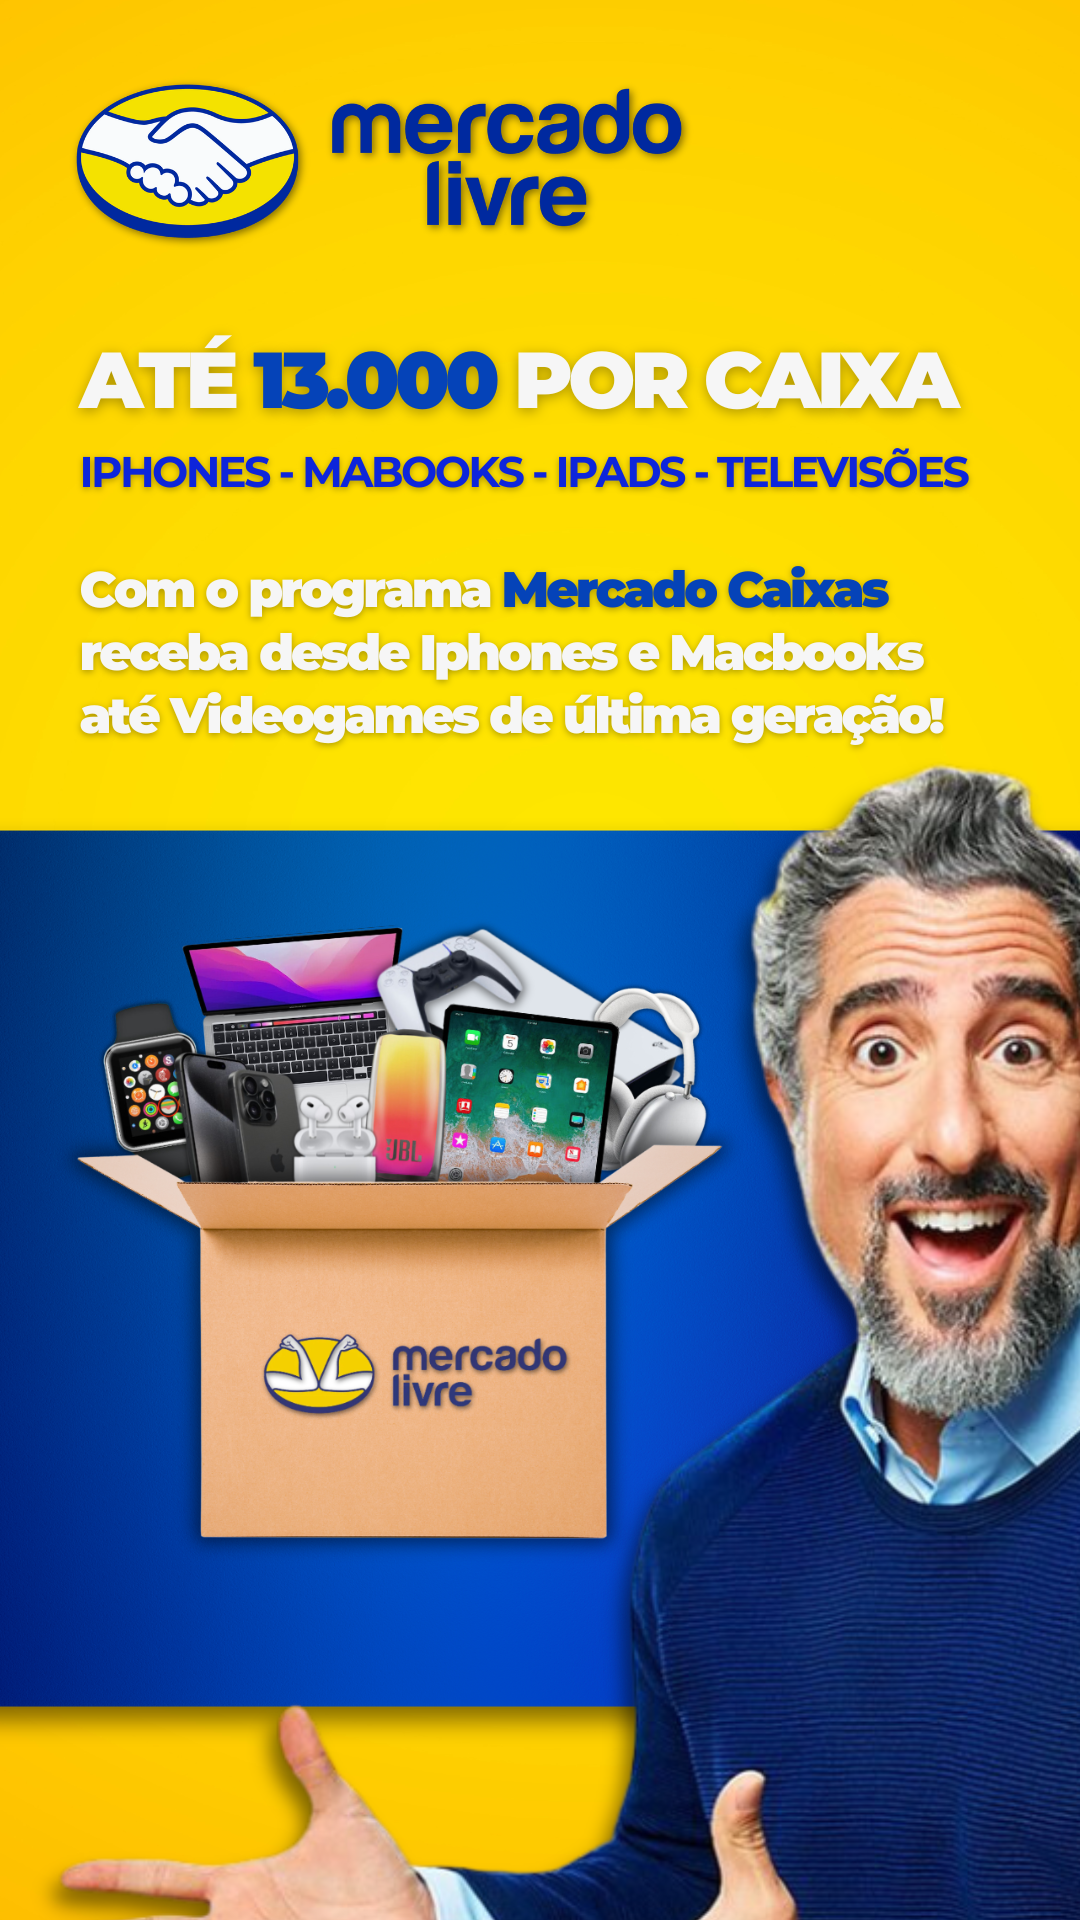 mercado
livre
ATÉ 13.000 POR CAIXA
IPHONES - MABOOKS - IPADS - TELEVISÕES
Com o programa Mercado Caixas
receba desde Iphones e Macbooks
até Videogames de última geração!
JBL
mercado
livre